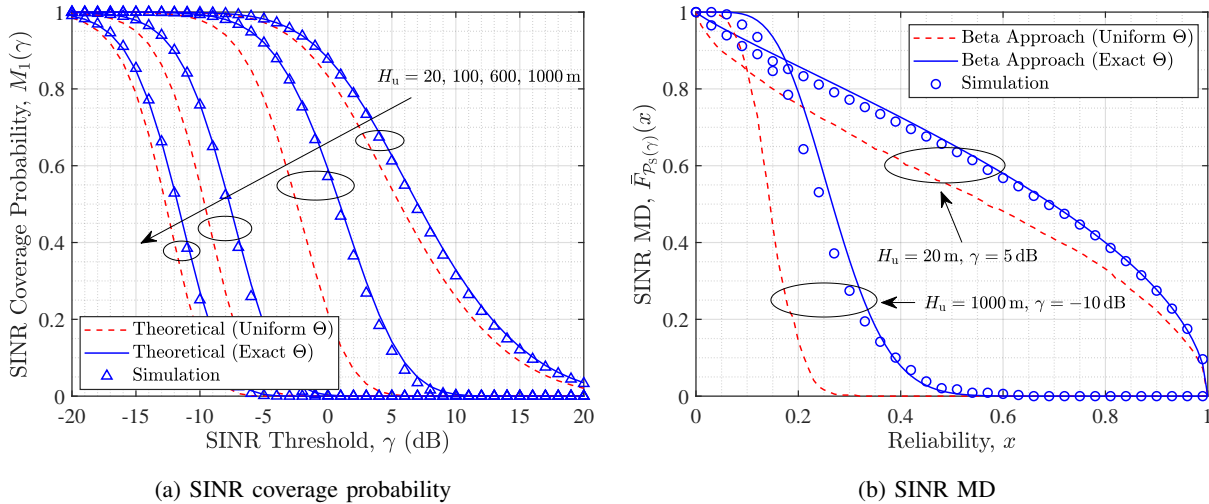 SINR Coverage Probability, M₁(γ)
1
0.8
0.6
0.4
0.2
0
-20 -15 -10 -5 0 5 10 15 20
SINR Threshold, γ (dB)
Hᵤ = 20, 100, 600, 1000 m
Theoretical (Uniform Θ)
Theoretical (Exact Θ)
Simulation
(a) SINR coverage probability
SINR MD, F̄_{𝒫_S(γ)}(x)
1
0.8
0.6
0.4
0.2
0
0 0.2 0.4 0.6 0.8 1
Reliability, x
Beta Approach (Uniform Θ)
Beta Approach (Exact Θ)
Simulation
Hᵤ = 20 m, γ = 5 dB
Hᵤ = 1000 m, γ = −10 dB
(b) SINR MD